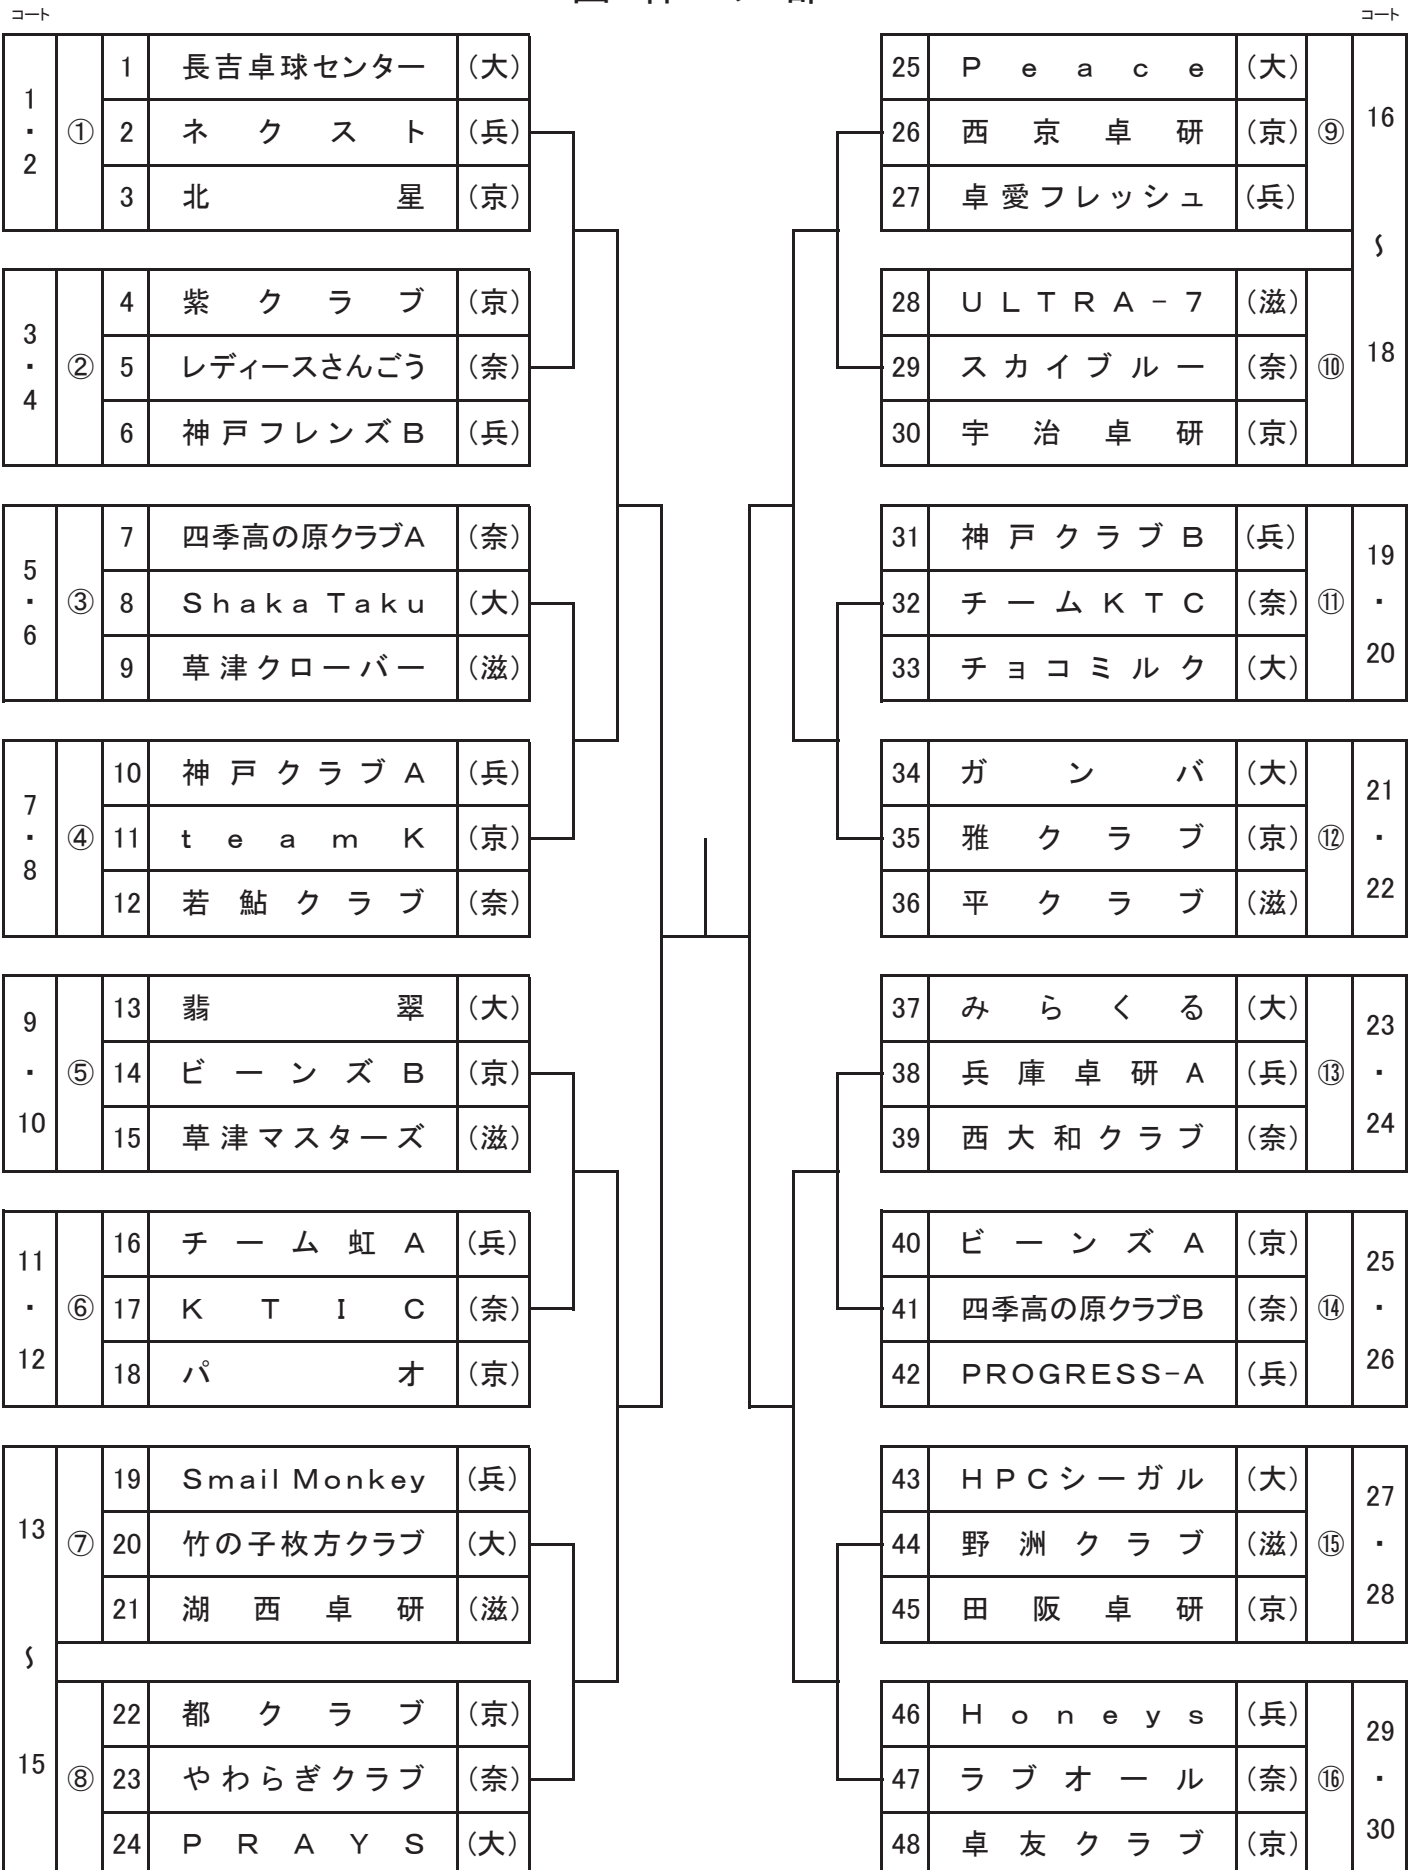 コート
コート
1・2
①
1 長吉卓球センター (大)
2 ネクスト (兵)
3 北星 (京)
3・4
②
4 紫クラブ (京)
5 レディースさんごう (奈)
6 神戸フレンズB (兵)
5・6
③
7 四季高の原クラブA (奈)
8 Shaka Taku (大)
9 草津クローバー (滋)
7・8
④
10 神戸クラブA (兵)
11 teamK (京)
12 若鮎クラブ (奈)
9・10
⑤
13 翡翠 (大)
14 ビーンズB (京)
15 草津マスターズ (滋)
11・12
⑥
16 チーム虹A (兵)
17 KTIC (奈)
18 パオ (京)
13～15
⑦
19 Smail Monkey (兵)
20 竹の子枚方クラブ (大)
21 湖西卓研 (滋)
⑧
22 都クラブ (京)
23 やわらぎクラブ (奈)
24 PRAYS (大)
25 Peace (大)
26 西京卓研 (京)
27 卓愛フレッシュ (兵)
⑨
16～18
28 ULTRA-7 (滋)
29 スカイブルー (奈)
30 宇治卓研 (京)
⑩
31 神戸クラブB (兵)
32 チームKTC (奈)
33 チョコミルク (大)
⑪
19・20
34 ガンバ (大)
35 雅クラブ (京)
36 平クラブ (滋)
⑫
21・22
37 みらくる (大)
38 兵庫卓研A (兵)
39 西大和クラブ (奈)
⑬
23・24
40 ビーンズA (京)
41 四季高の原クラブB (奈)
42 PROGRESS-A (兵)
⑭
25・26
43 HPCシーガル (大)
44 野洲クラブ (滋)
45 田阪卓研 (京)
⑮
27・28
46 Honeys (兵)
47 ラブオール (奈)
48 卓友クラブ (京)
⑯
29・30